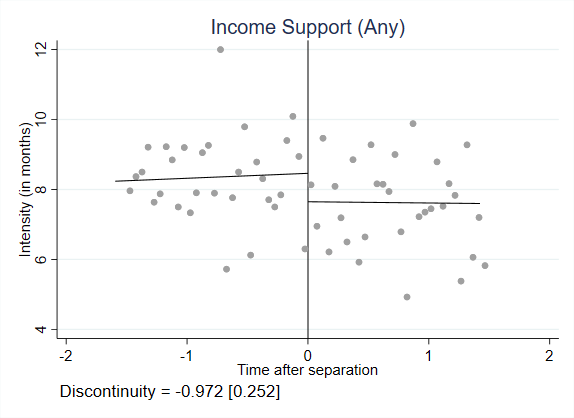 Income Support (Any)
Intensity (in months)
12
10
8
6
4
-2 -1 0 1 2
Time after separation
Discontinuity = -0.972 [0.252]